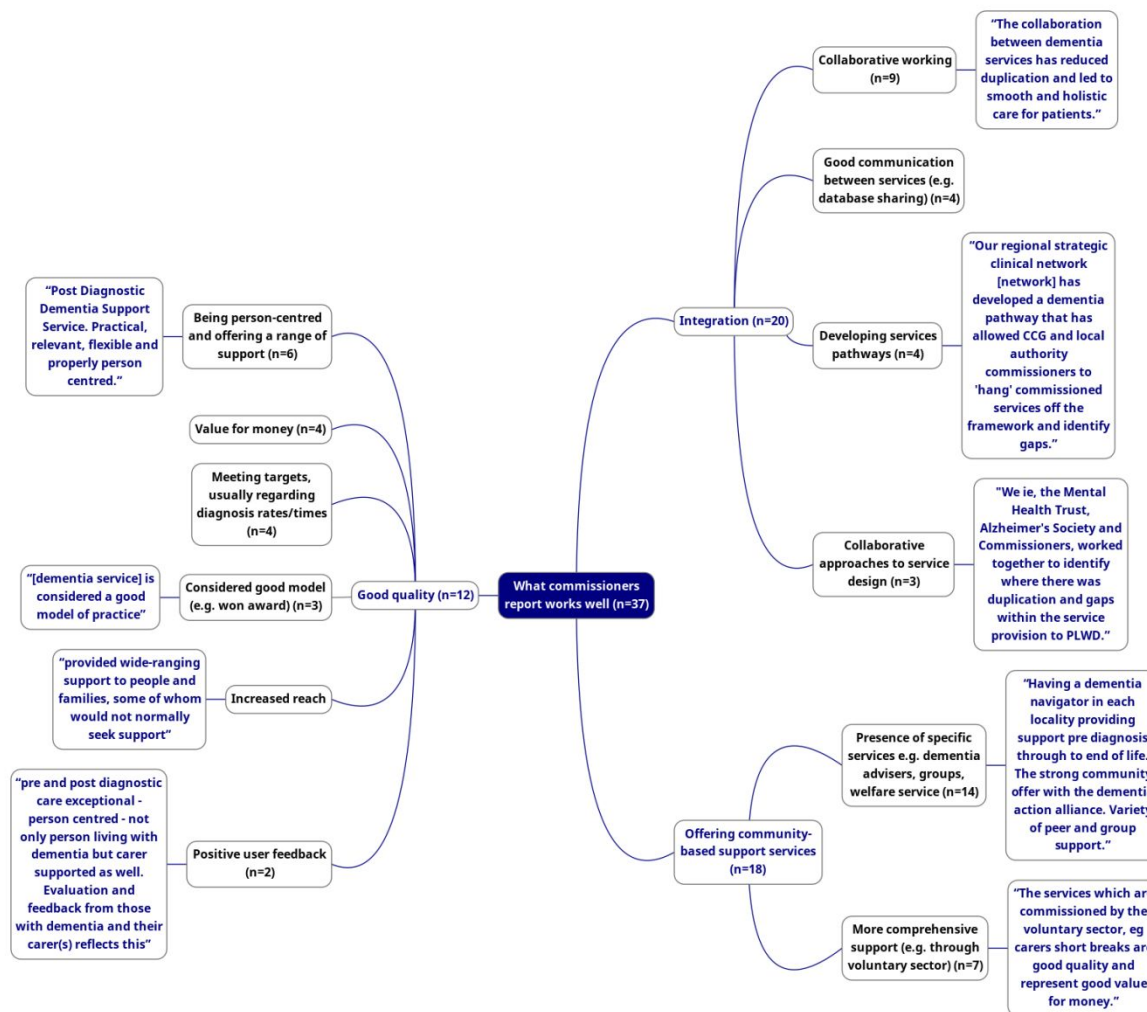 What commissioners
report works well (n=37)
Good quality (n=12)
Being person-centred
and offering a range of
support (n=6)
“Post Diagnostic
Dementia Support
Service. Practical,
relevant, flexible and
properly person
centred.”
Value for money (n=4)
Meeting targets,
usually regarding
diagnosis rates/times
(n=4)
Considered good model
(e.g. won award) (n=3)
“[dementia service] is
considered a good
model of practice”
Increased reach
“provided wide-ranging
support to people and
families, some of whom
would not normally
seek support”
Positive user feedback
(n=2)
“pre and post diagnostic
care exceptional -
person centred - not
only person living with
dementia but carer
supported as well.
Evaluation and
feedback from those
with dementia and their
carer(s) reflects this”
Integration (n=20)
Collaborative working
(n=9)
“The collaboration
between dementia
services has reduced
duplication and led to
smooth and holistic
care for patients.”
Good communication
between services (e.g.
database sharing) (n=4)
Developing services
pathways (n=4)
“Our regional strategic
clinical network
[network] has
developed a dementia
pathway that has
allowed CCG and local
authority
commissioners to
'hang' commissioned
services off the
framework and identify
gaps.”
Collaborative
approaches to service
design (n=3)
"We ie, the Mental
Health Trust,
Alzheimer's Society and
Commissioners, worked
together to identify
where there was
duplication and gaps
within the service
provision to PLWD.”
Offering community-
based support services
(n=18)
Presence of specific
services e.g. dementia
advisers, groups,
welfare service (n=14)
“Having a dementia
navigator in each
locality providing
support pre diagnosis
through to end of life.
The strong community
offer with the
action alliance. Variety
of peer and group
support.”
More comprehensive
support (e.g. through
voluntary sector) (n=7)
“The services which
commissioned by the
voluntary sector, eg
carers short breaks
good quality and
represent good value
for money.”